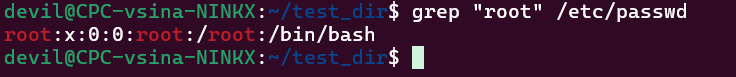 devil@CPC-vsina-NINKX:~/test_dir$ grep "root" /etc/passwd
root:x:0:0:root:/root:/bin/bash
devil@CPC-vsina-NINKX:~/test_dir$